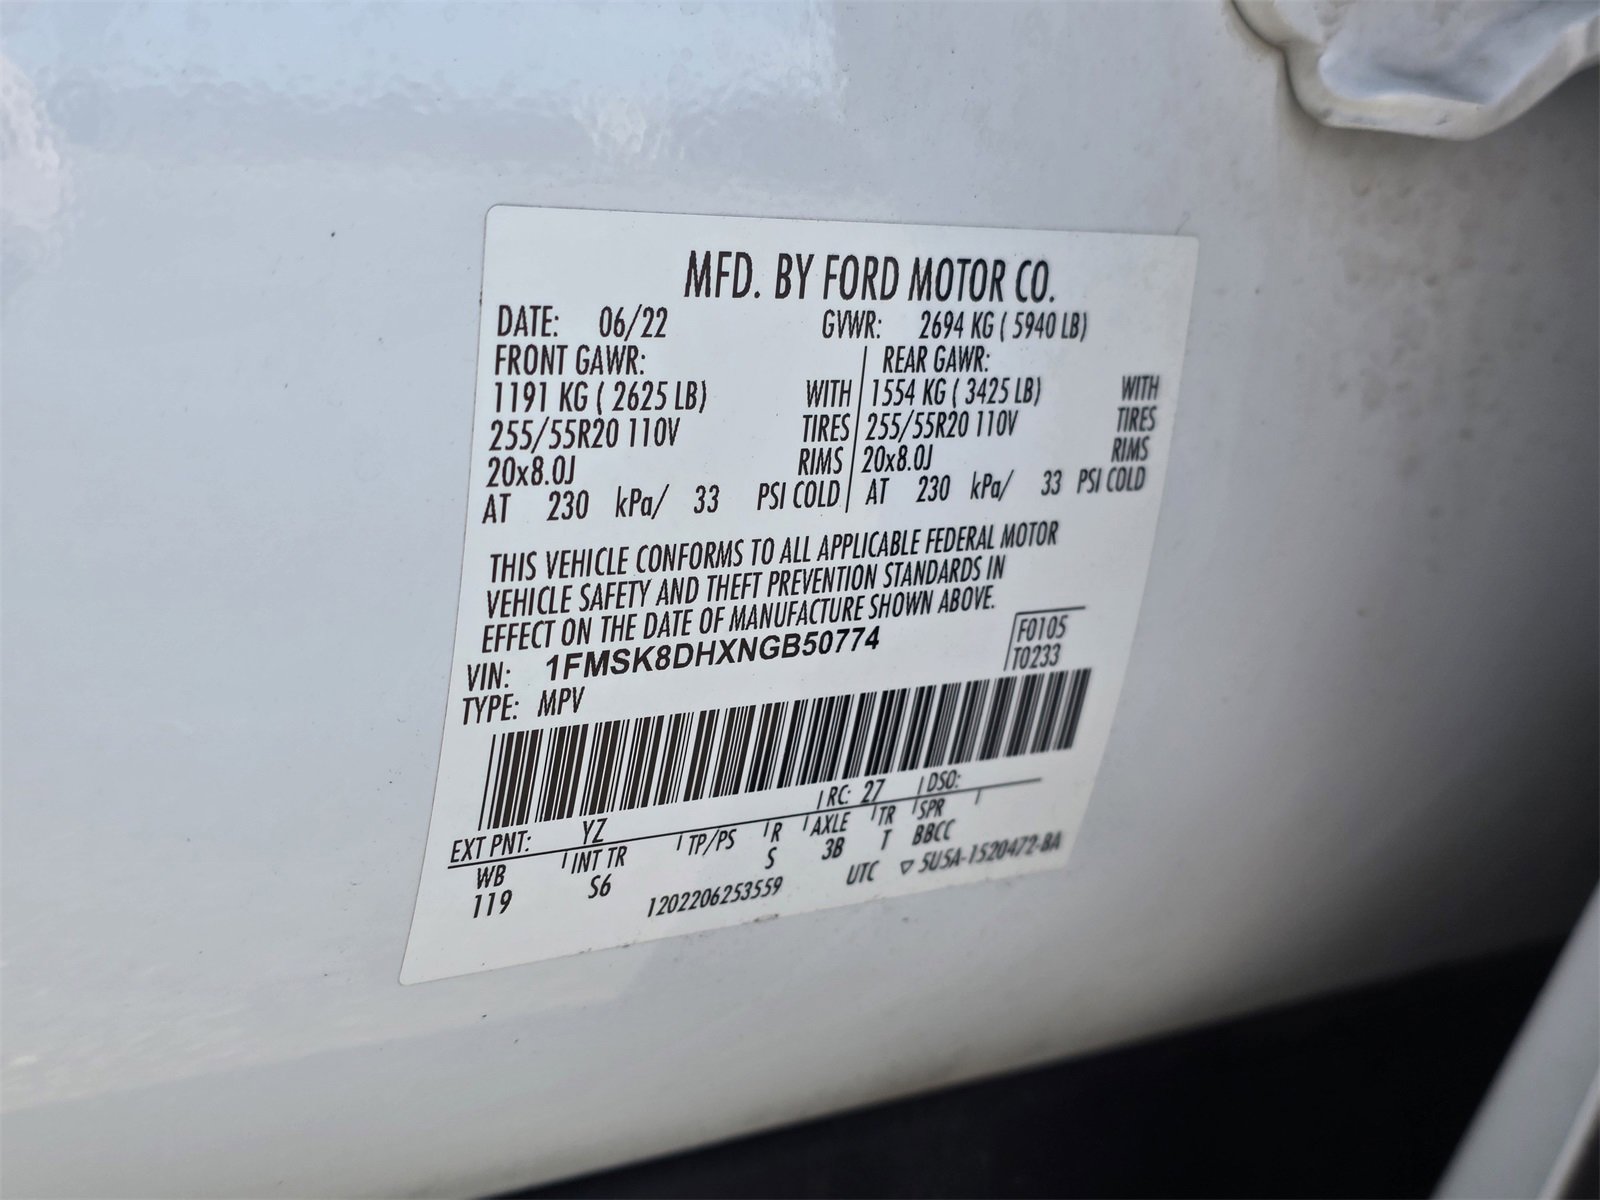 MFD. BY FORD MOTOR CO.
DATE: 06/22 GVWR: 2694 KG ( 5940 LB)
FRONT GAWR: REAR GAWR:
1191 KG ( 2625 LB) WITH 1554 KG ( 3425 LB) WITH
255/55R20 110V TIRES 255/55R20 110V TIRES
20x8.0J RIMS 20x8.0J RIMS
AT 230 kPa/ 33 PSI COLD AT 230 kPa/ 33 PSI COLD
THIS VEHICLE CONFORMS TO ALL APPLICABLE FEDERAL MOTOR
VEHICLE SAFETY AND THEFT PREVENTION STANDARDS IN
EFFECT ON THE DATE OF MANUFACTURE SHOWN ABOVE.
VIN: 1FMSK8DHXNGB50774 F0105
TYPE: MPV T0233
EXT PNT: YZ RC: 27 DSO:
WB INT TR TP/PS R AXLE TR SPR
119 S6 S 3B T BBCC
1202206253559 UTC ▽ 5U5A-1520472-BA